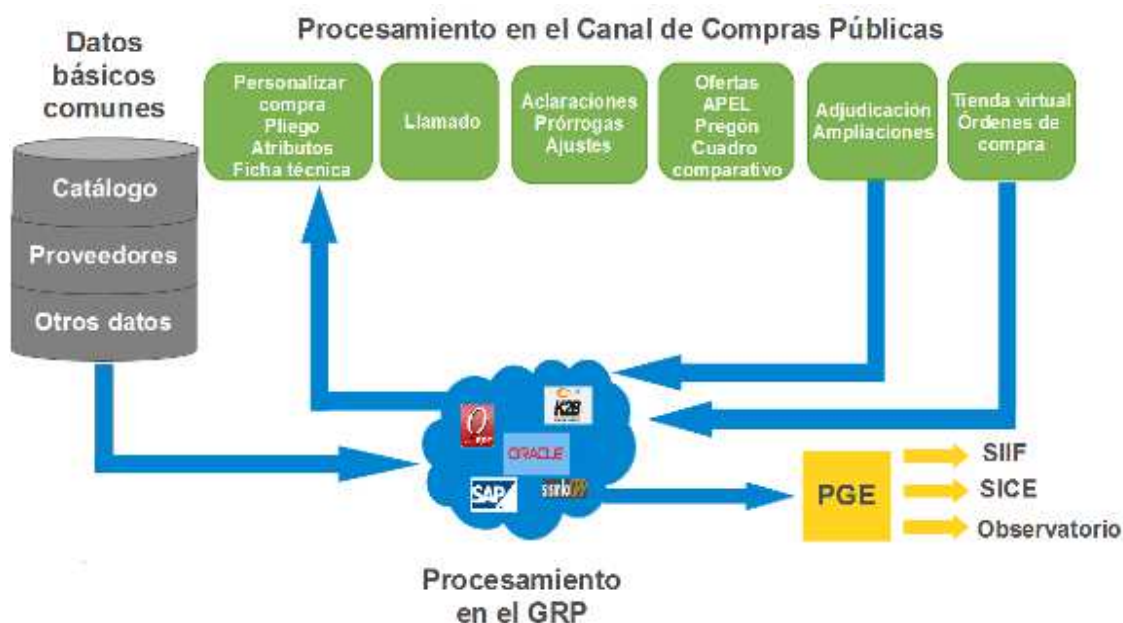 Procesamiento en el Canal de Compras Públicas
Datos
básicos
comunes
Catálogo
Proveedores
Otros datos
Personalizar
compra
Pliego
Atributos
Ficha técnica
Llamado
Aclaraciones
Prórrogas
Ajustes
Ofertas
APEL
Pregón
Cuadro
comparativo
Adjudicación
Ampliaciones
Tienda virtual
Órdenes de
compra
K2B
ORACLE
SAP
PGE
SIIF
SICE
Observatorio
Procesamiento
en el GRP